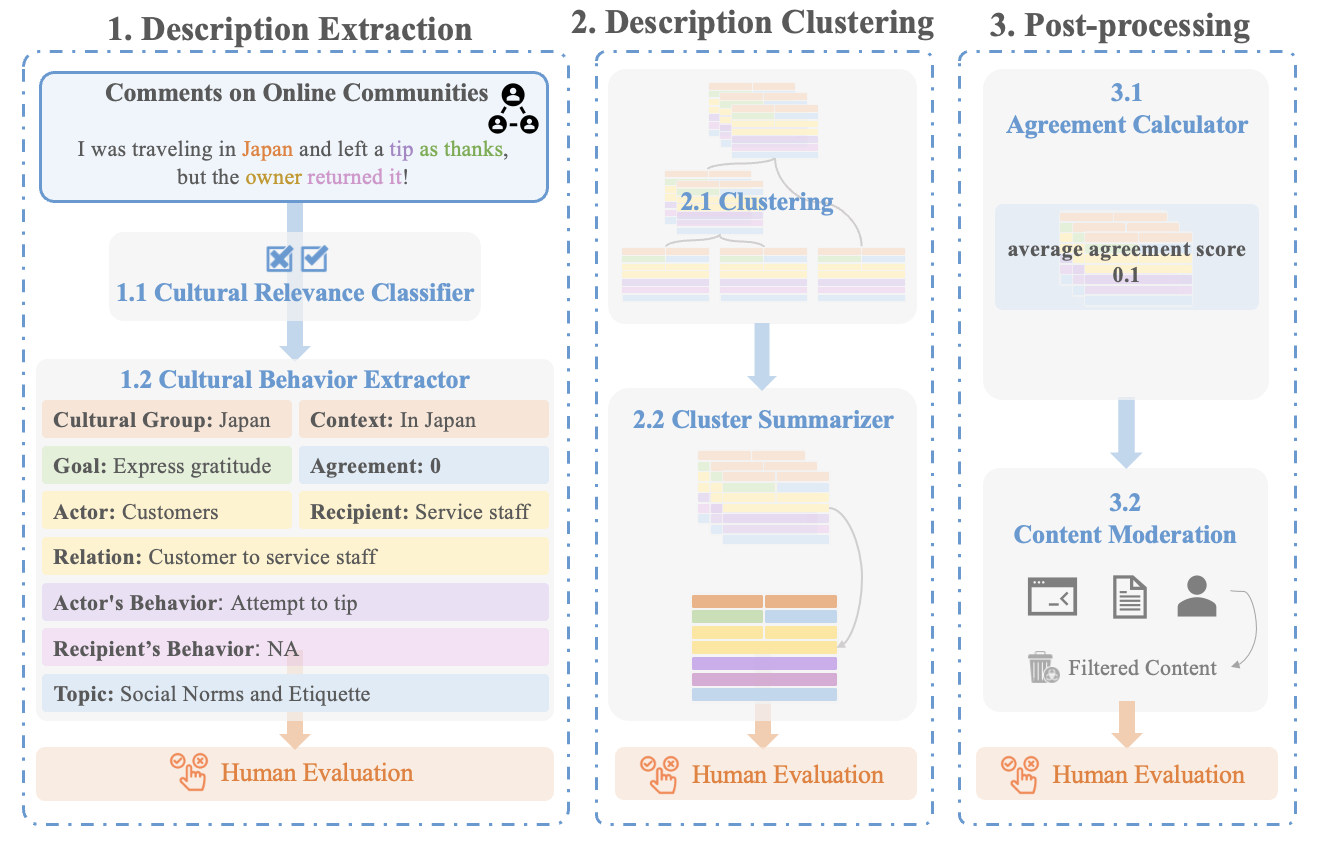 1. Description Extraction
Comments on Online Communities
I was traveling in Japan and left a tip as thanks,
but the owner returned it!
1.1 Cultural Relevance Classifier
1.2 Cultural Behavior Extractor
Cultural Group: Japan
Context: In Japan
Goal: Express gratitude
Agreement: 0
Actor: Customers
Recipient: Service staff
Relation: Customer to service staff
Actor's Behavior: Attempt to tip
Recipient’s Behavior: NA
Topic: Social Norms and Etiquette
Human Evaluation
2. Description Clustering
2.1 Clustering
2.2 Cluster Summarizer
Human Evaluation
3. Post-processing
3.1
Agreement Calculator
average agreement score
0.1
3.2
Content Moderation
Filtered Content
Human Evaluation